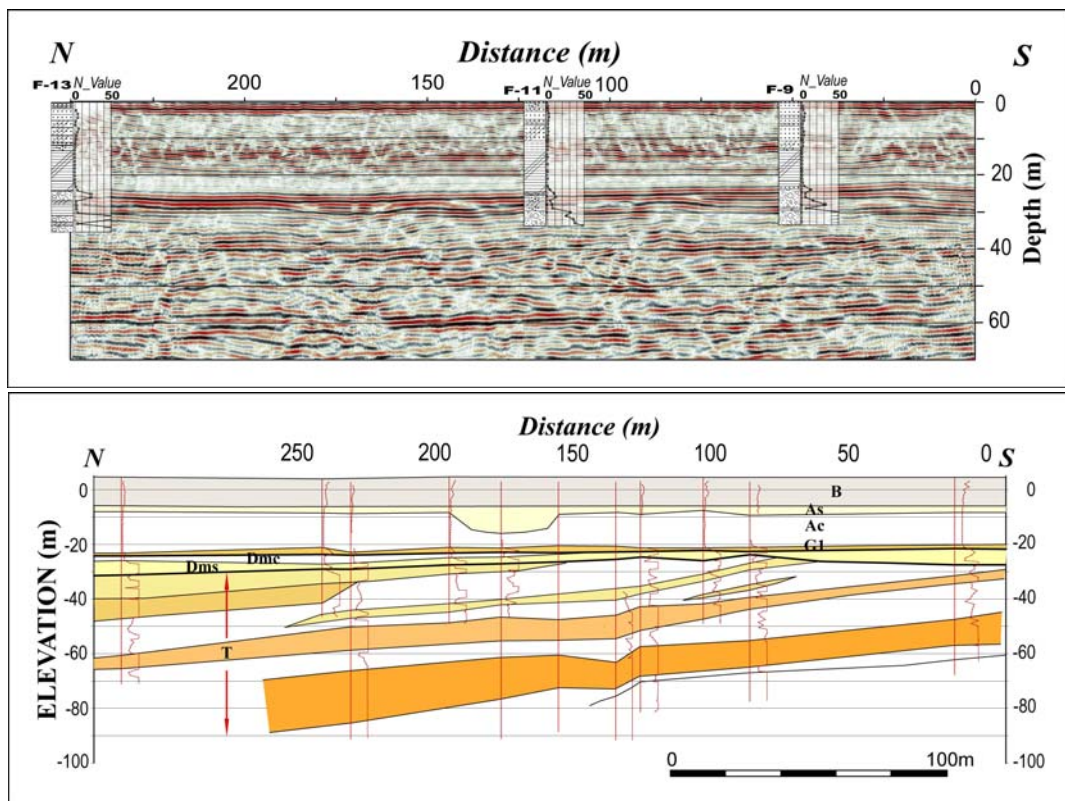 N Distance (m) S
F-13 N_Value 200 F-11 N_Value 150 100 F-9 N_Value 0
0 50 0 50 0 50
0
20
40
60
Depth (m)
Distance (m)
N 250 200 150 100 50 0 S
0 B 0
As
Ac
-20 G1 -20
Dmc
Dms
-40 -40
-60 T -60
-80 -80
-100 0 100m -100
ELEVATION (m)